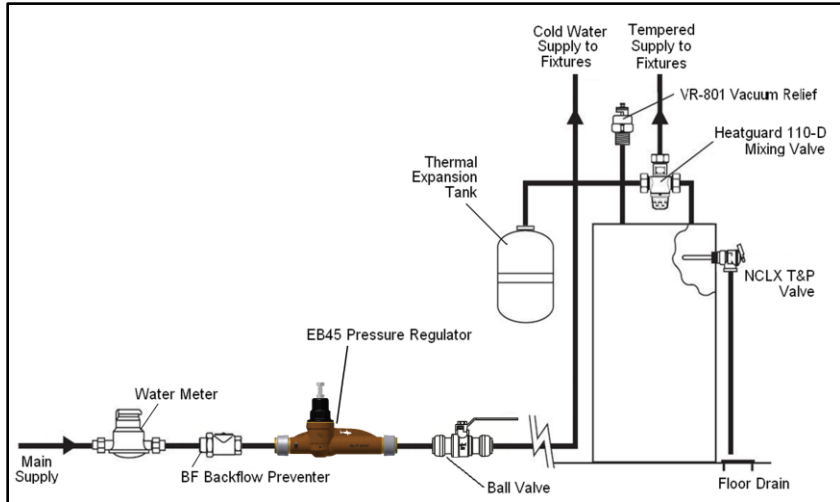 Cold Water
Supply to
Fixtures
Tempered
Supply to
Fixtures
VR-801 Vacuum Relief
Heatguard 110-D
Mixing Valve
Thermal
Expansion
Tank
NCLX T&P
Valve
EB45 Pressure Regulator
Water Meter
Main
Supply
BF Backflow Preventer
Ball Valve
Floor Drain